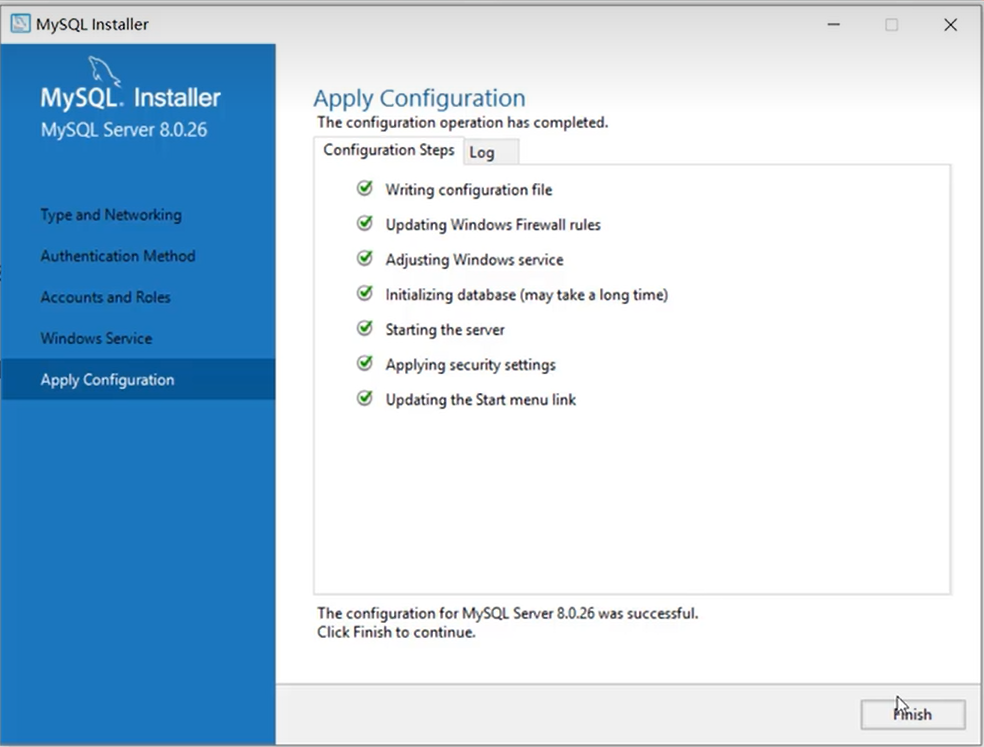 MySQL Installer
MySQL. Installer
MySQL Server 8.0.26
Type and Networking
Authentication Method
Accounts and Roles
Windows Service
Apply Configuration
Apply Configuration
The configuration operation has completed.
Configuration Steps
Log
Writing configuration file
Updating Windows Firewall rules
Adjusting Windows service
Initializing database (may take a long time)
Starting the server
Applying security settings
Updating the Start menu link
The configuration for MySQL Server 8.0.26 was successful.
Click Finish to continue.
Finish